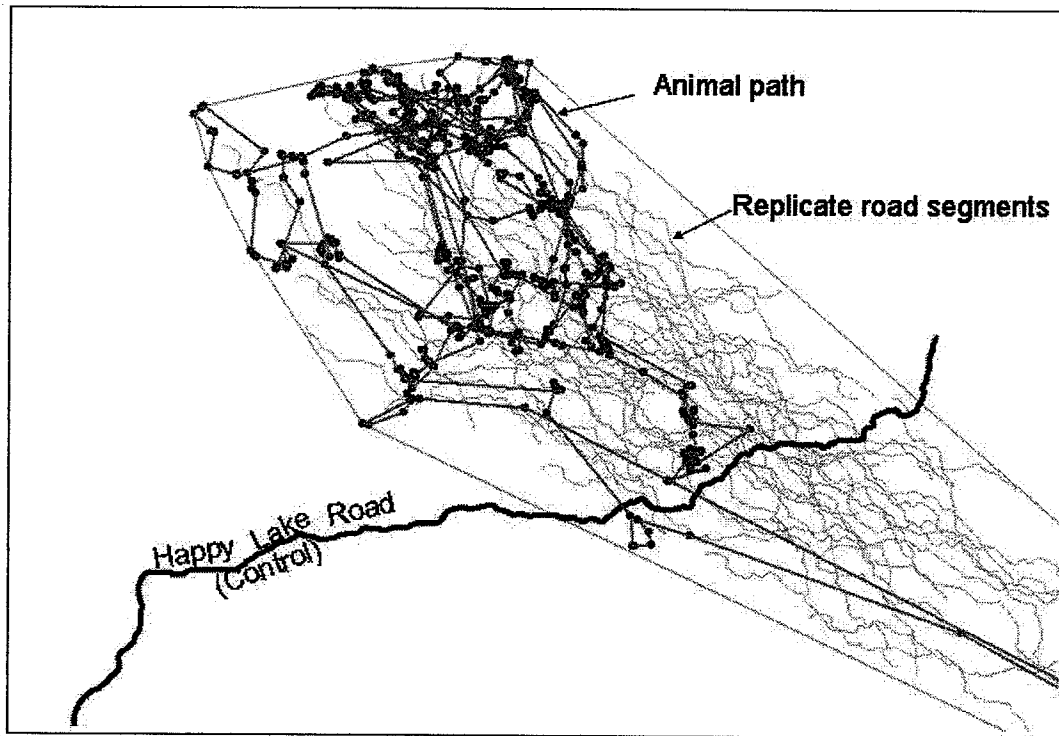 Animal path
Replicate road segments
Happy Lake Road
(Control)